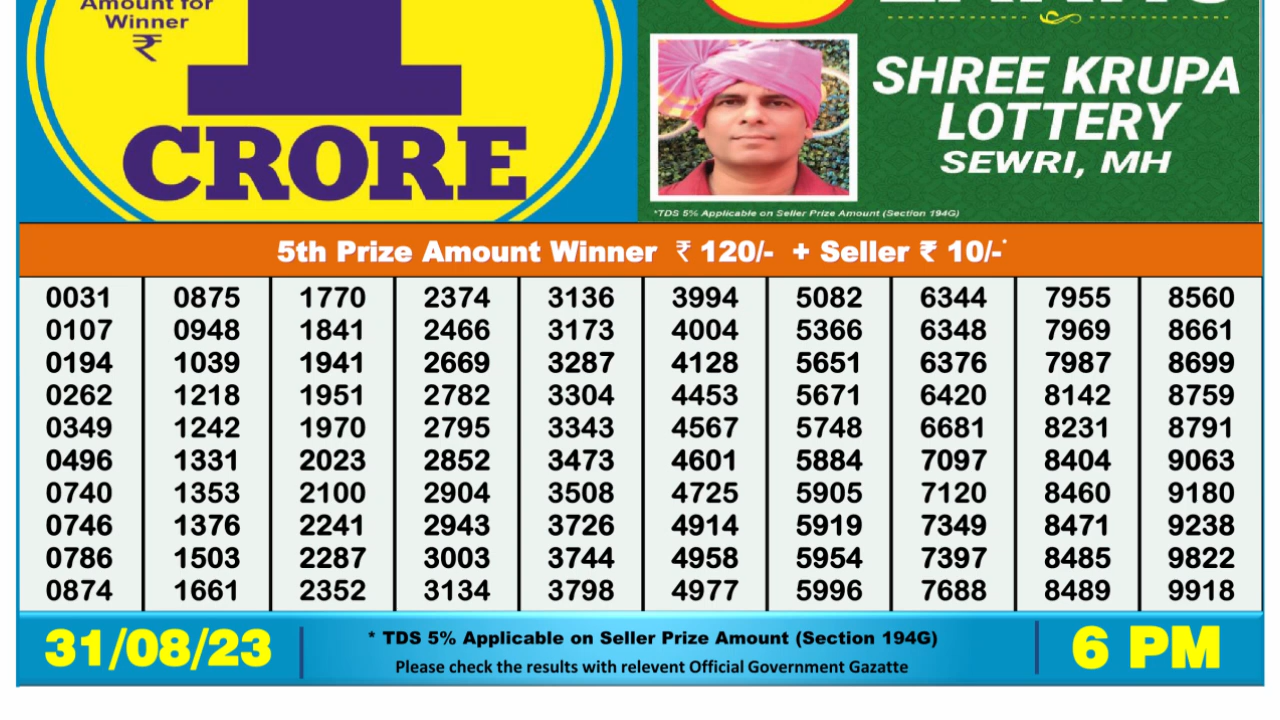 Amount for
Winner
₹
1
CRORE
SHREE KRUPA
LOTTERY
SEWRI, MH
*TDS 5% Applicable on Seller Prize Amount (Section 194G)
5th Prize Amount Winner ₹ 120/- + Seller ₹ 10/-*
0031 0875 1770 2374 3136 3994 5082 6344 7955 8560
0107 0948 1841 2466 3173 4004 5366 6348 7969 8661
0194 1039 1941 2669 3287 4128 5651 6376 7987 8699
0262 1218 1951 2782 3304 4453 5671 6420 8142 8759
0349 1242 1970 2795 3343 4567 5748 6681 8231 8791
0496 1331 2023 2852 3473 4601 5884 7097 8404 9063
0740 1353 2100 2904 3508 4725 5905 7120 8460 9180
0746 1376 2241 2943 3726 4914 5919 7349 8471 9238
0786 1503 2287 3003 3744 4958 5954 7397 8485 9822
0874 1661 2352 3134 3798 4977 5996 7688 8489 9918
31/08/23
* TDS 5% Applicable on Seller Prize Amount (Section 194G)
Please check the results with relevent Official Government Gazatte
6 PM